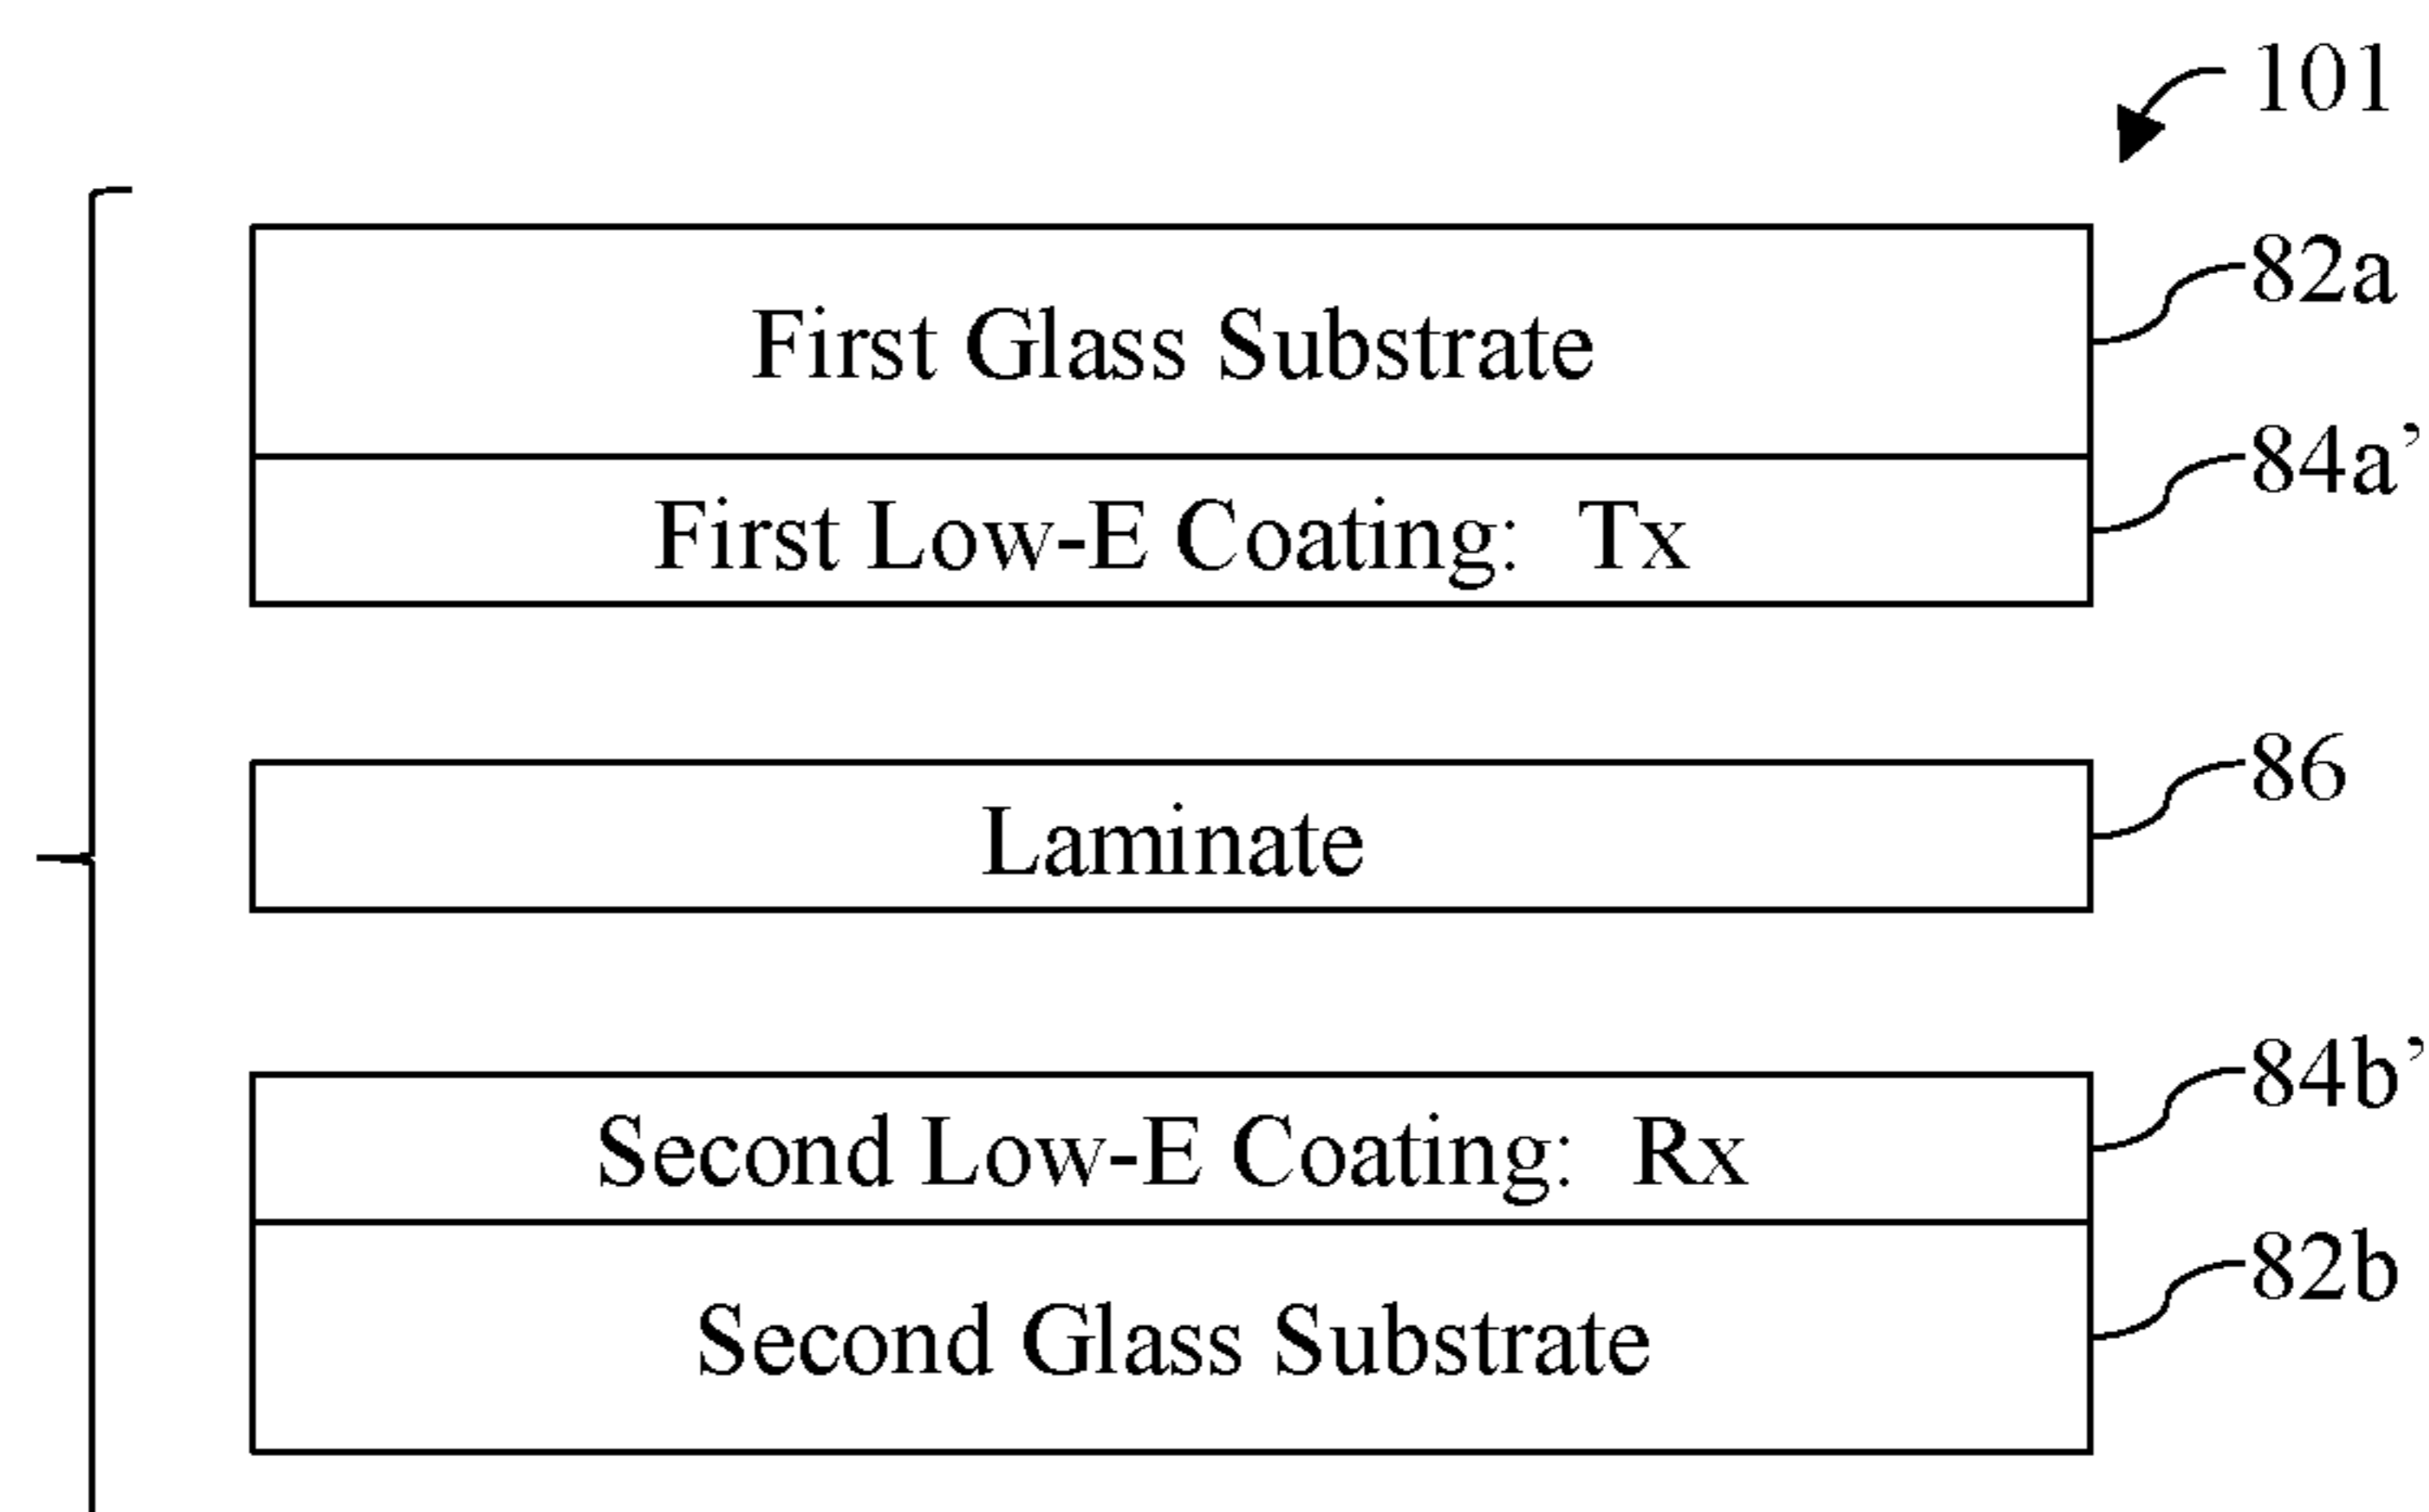 101
82a
First Glass Substrate
84a’
First Low-E Coating:  Tx
86
Laminate
84b’
Second Low-E Coating:  Rx
82b
Second Glass Substrate